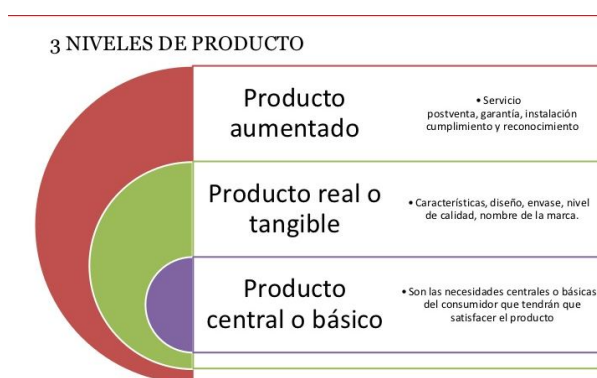 3 NIVELES DE PRODUCTO
Producto
aumentado
• Servicio
postventa, garantía, instalación
cumplimiento y reconocimiento
Producto real o
tangible
• Características, diseño, envase, nivel
de calidad, nombre de la marca.
Producto
central o básico
• Son las necesidades centrales o básicas
del consumidor que tendrán que
satisfacer el producto